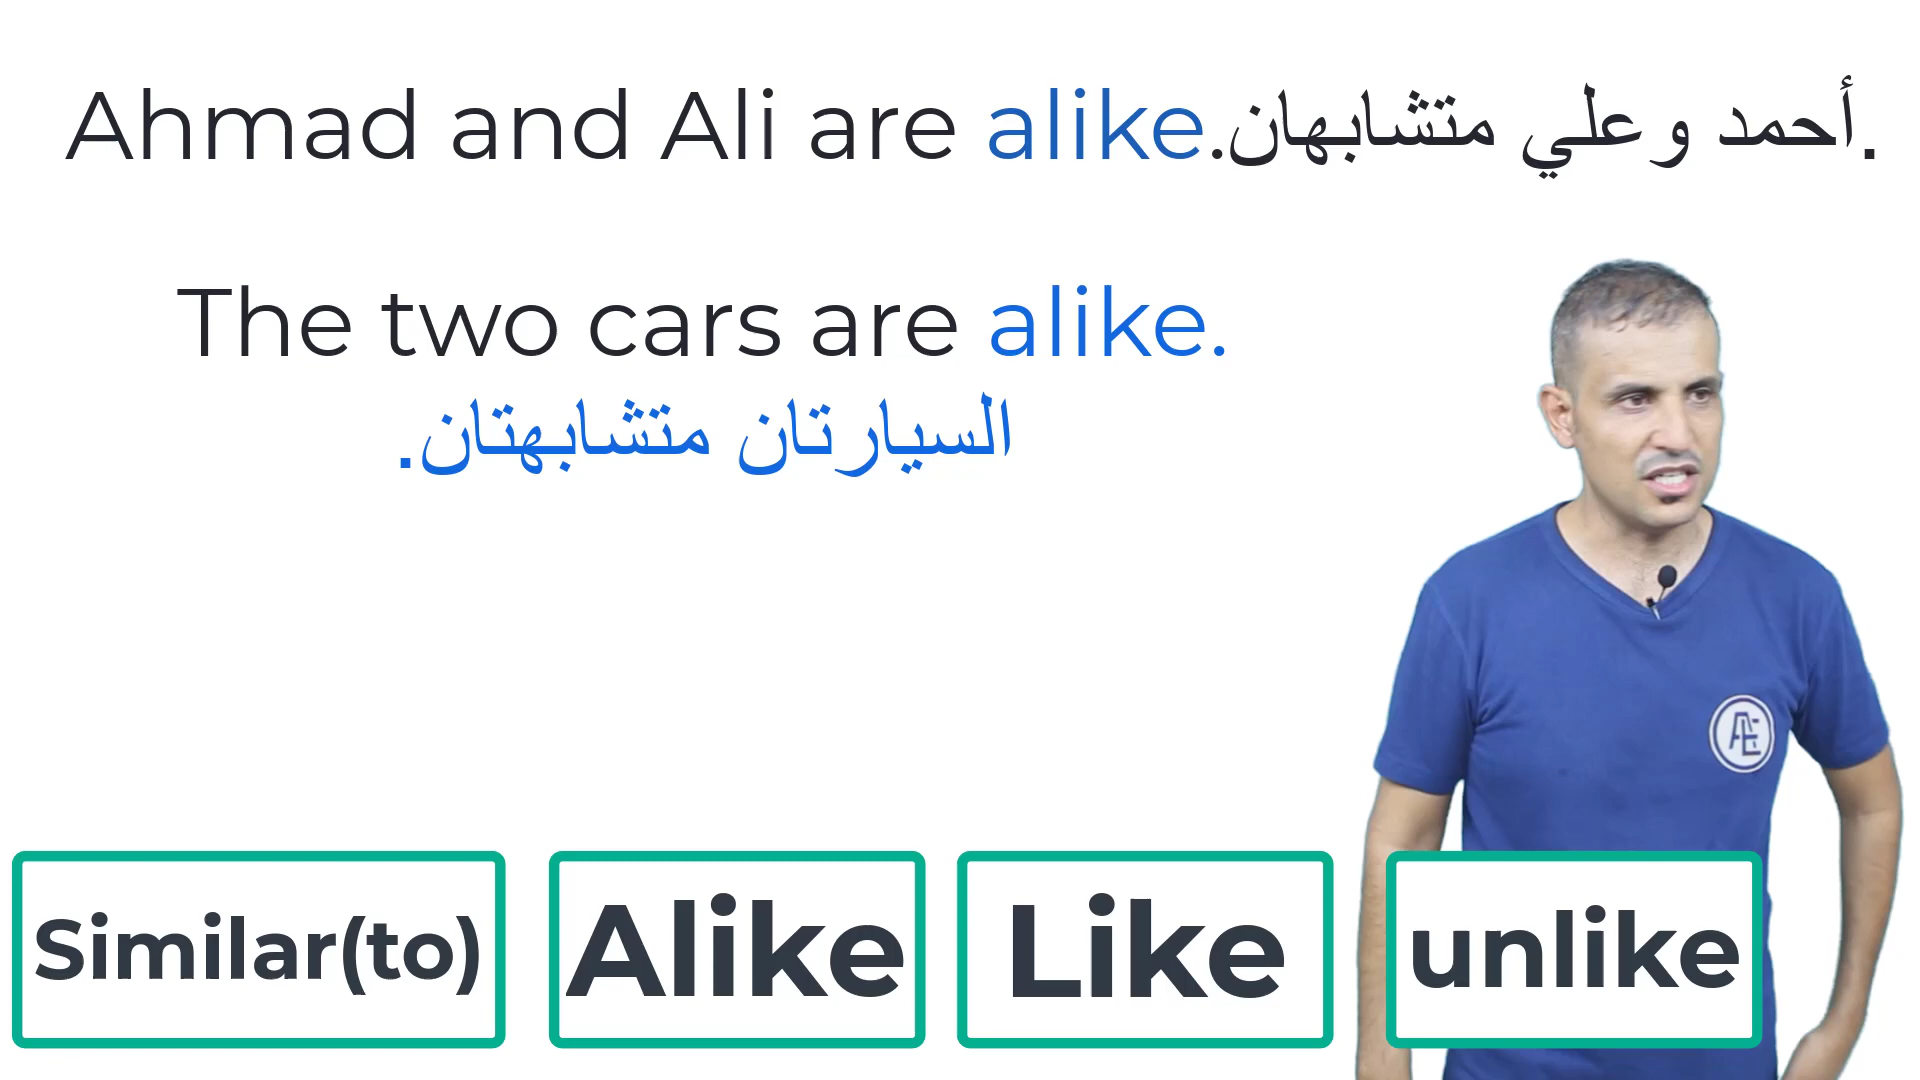 Ahmad and Ali are alike.أحمد وعلي متشابهان.
The two cars are alike.
السيارتان متشابهتان.
AE
Similar(to)
Alike
Like
unlike